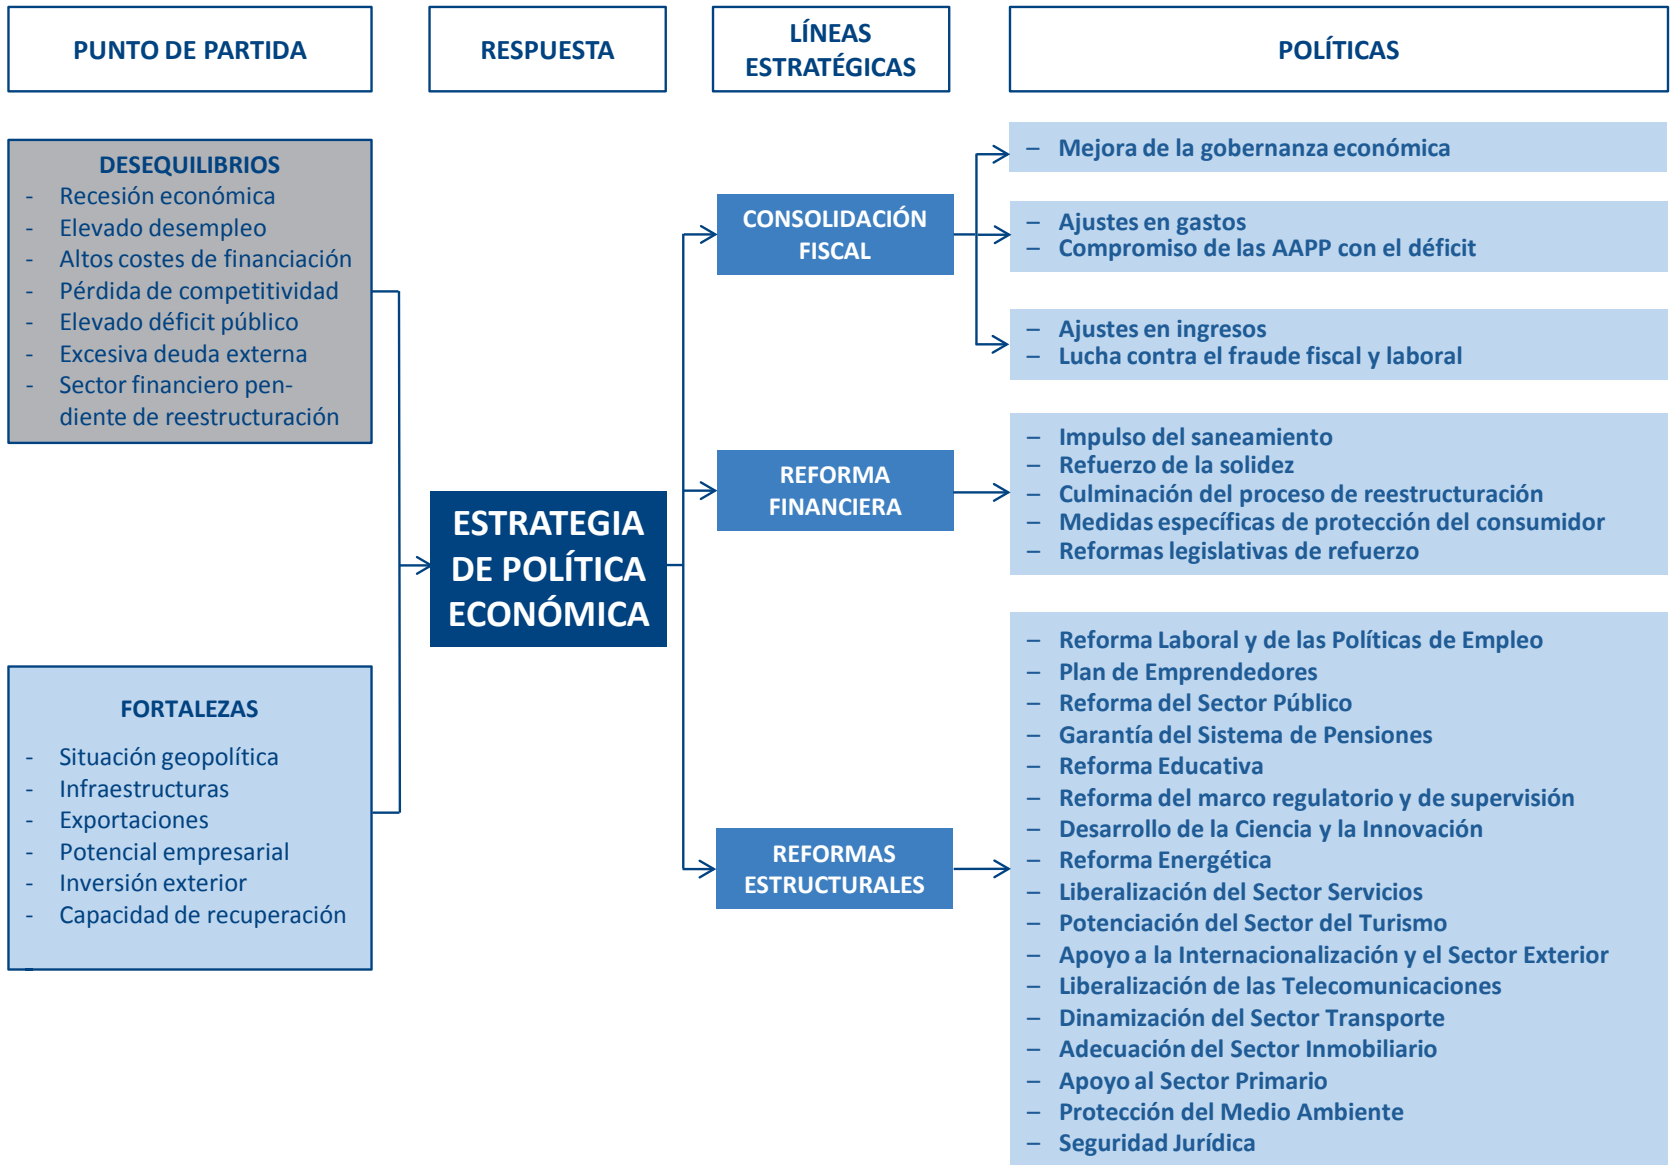 PUNTO DE PARTIDA
RESPUESTA
LÍNEAS
ESTRATÉGICAS
POLÍTICAS
DESEQUILIBRIOS
- Recesión económica
- Elevado desempleo
- Altos costes de financiación
- Pérdida de competitividad
- Elevado déficit público
- Excesiva deuda externa
- Sector financiero pen-
diente de reestructuración
FORTALEZAS
- Situación geopolítica
- Infraestructuras
- Exportaciones
- Potencial empresarial
- Inversión exterior
- Capacidad de recuperación
-
ESTRATEGIA
DE POLÍTICA
ECONÓMICA
CONSOLIDACIÓN
FISCAL
REFORMA
FINANCIERA
REFORMAS
ESTRUCTURALES
– Mejora de la gobernanza económica
– Ajustes en gastos
– Compromiso de las AAPP con el déficit
– Ajustes en ingresos
– Lucha contra el fraude fiscal y laboral
– Impulso del saneamiento
– Refuerzo de la solidez
– Culminación del proceso de reestructuración
– Medidas específicas de protección del consumidor
– Reformas legislativas de refuerzo
– Reforma Laboral y de las Políticas de Empleo
– Plan de Emprendedores
– Reforma del Sector Público
– Garantía del Sistema de Pensiones
– Reforma Educativa
– Reforma del marco regulatorio y de supervisión
– Desarrollo de la Ciencia y la Innovación
– Reforma Energética
– Liberalización del Sector Servicios
– Potenciación del Sector del Turismo
– Apoyo a la Internacionalización y el Sector Exterior
– Liberalización de las Telecomunicaciones
– Dinamización del Sector Transporte
– Adecuación del Sector Inmobiliario
– Apoyo al Sector Primario
– Protección del Medio Ambiente
– Seguridad Jurídica